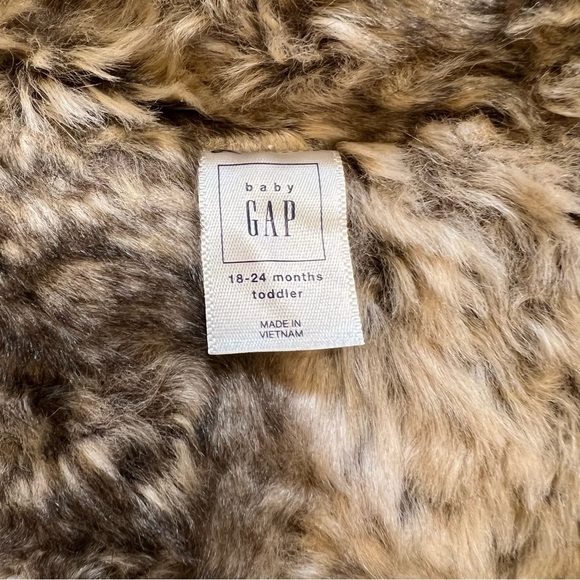 baby
GAP
18-24 months
toddler
MADE IN
VIETNAM